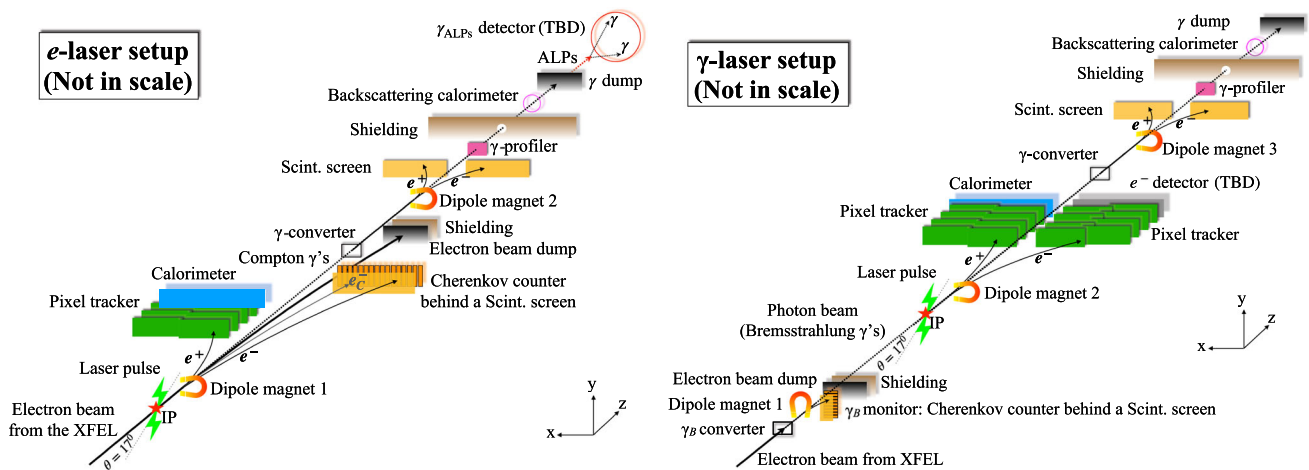 e-laser setup
(Not in scale)
γALPs detector (TBD)
γ
γ
ALPs
γ dump
Backscattering calorimeter
Shielding
γ-profiler
Scint. screen
e+
e−
Dipole magnet 2
Shielding
Electron beam dump
γ-converter
Compton γ's
Calorimeter
e−C
Cherenkov counter
behind a Scint. screen
Pixel tracker
e+
e−
Laser pulse
Dipole magnet 1
IP
Electron beam
from the XFEL
θ = 17⁰
y
z
x
γ-laser setup
(Not in scale)
γ dump
Backscattering calorimeter
Shielding
γ-profiler
Scint. screen
e+
e−
Dipole magnet 3
γ-converter
Calorimeter
e− detector (TBD)
Pixel tracker
Pixel tracker
e+
e−
Laser pulse
Dipole magnet 2
Photon beam
(Bremsstrahlung γ's)
IP
θ = 17⁰
y
z
x
Electron beam dump
Shielding
Dipole magnet 1
γB monitor: Cherenkov counter behind a Scint. screen
γB converter
Electron beam from XFEL